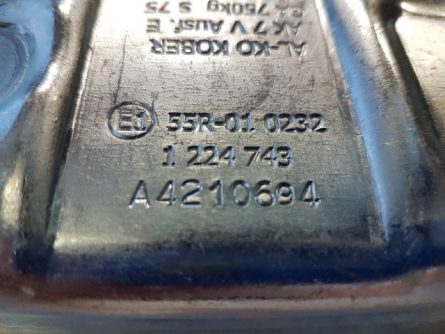 AL-KO KOBER
AK 7 V Ausf. E
750kg S 75
E1 55R-01 0232
1 224 743
A4210694